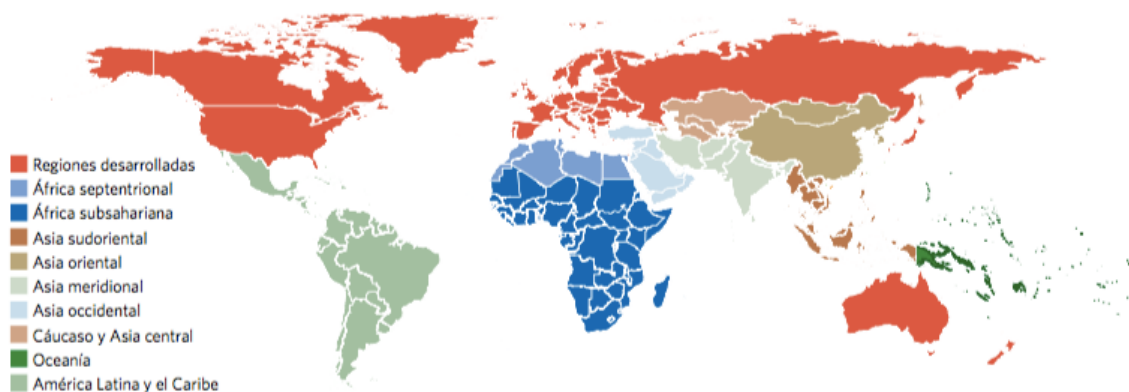 Regiones desarrolladas
África septentrional
África subsahariana
Asia sudoriental
Asia oriental
Asia meridional
Asia occidental
Cáucaso y Asia central
Oceanía
América Latina y el Caribe